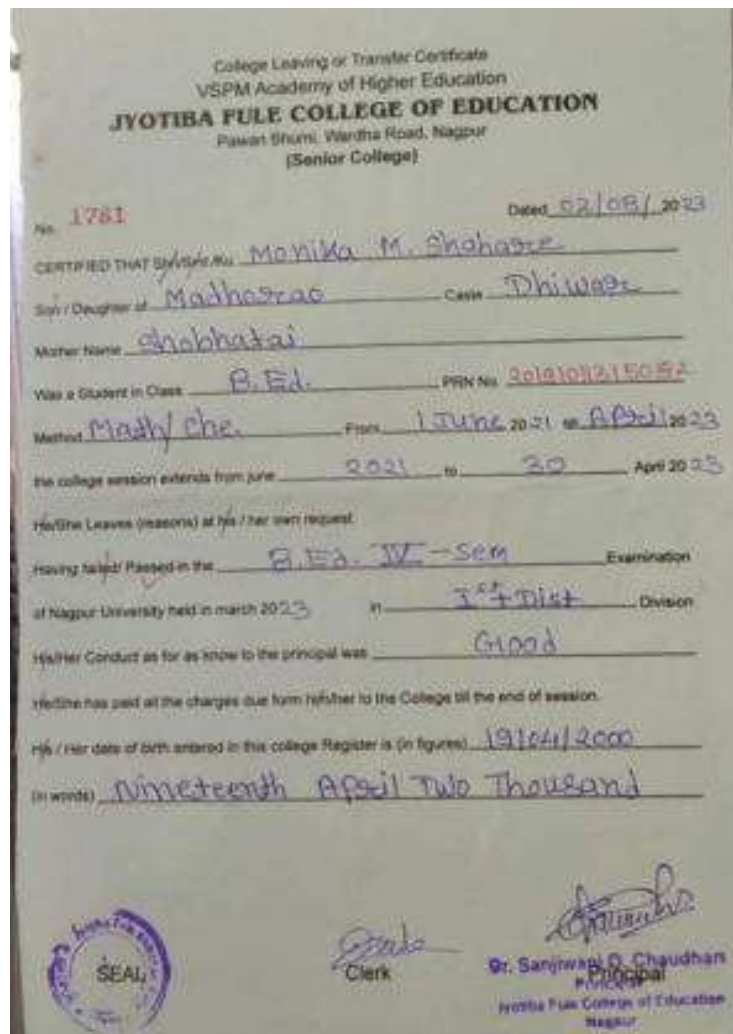 College Leaving or Transfer Certificate
VSPM Academy of Higher Education
JYOTIBA FULE COLLEGE OF EDUCATION
Pawan Bhumi, Wardha Road, Nagpur
(Senior College)
No. 1781 Dated 02/08/ 2023
CERTIFIED THAT Monika M. Shahare
Son / Daughter of Madhorao Caste Dhiwar
Mother Name Shobhatai
Was a Student in Class B.Ed. PRN No.
Method Math/ Che. From 1 June 2021 to April 2023
the college session extends from june 2021 to 30 April 2023
He/She Leaves (reasons) at his / her own request.
Having failed/ Passed in the B.Ed. IV - Sem Examination
of Nagpur University held in march 2023 in Ist Dist Division
His/Her Conduct as for as know to the principal was Good
He/She has paid all the charges due form him/her to the College till the end of session.
His / Her date of birth entered in this college Register is (in figures) 19/04/2000
(in words) Nineteenth April Two Thousand
SEAL
Clerk
Dr. Sanjiwani D. Chaudhari
Principal
Principal
Jyotiba Fule College of Education
Nagpur